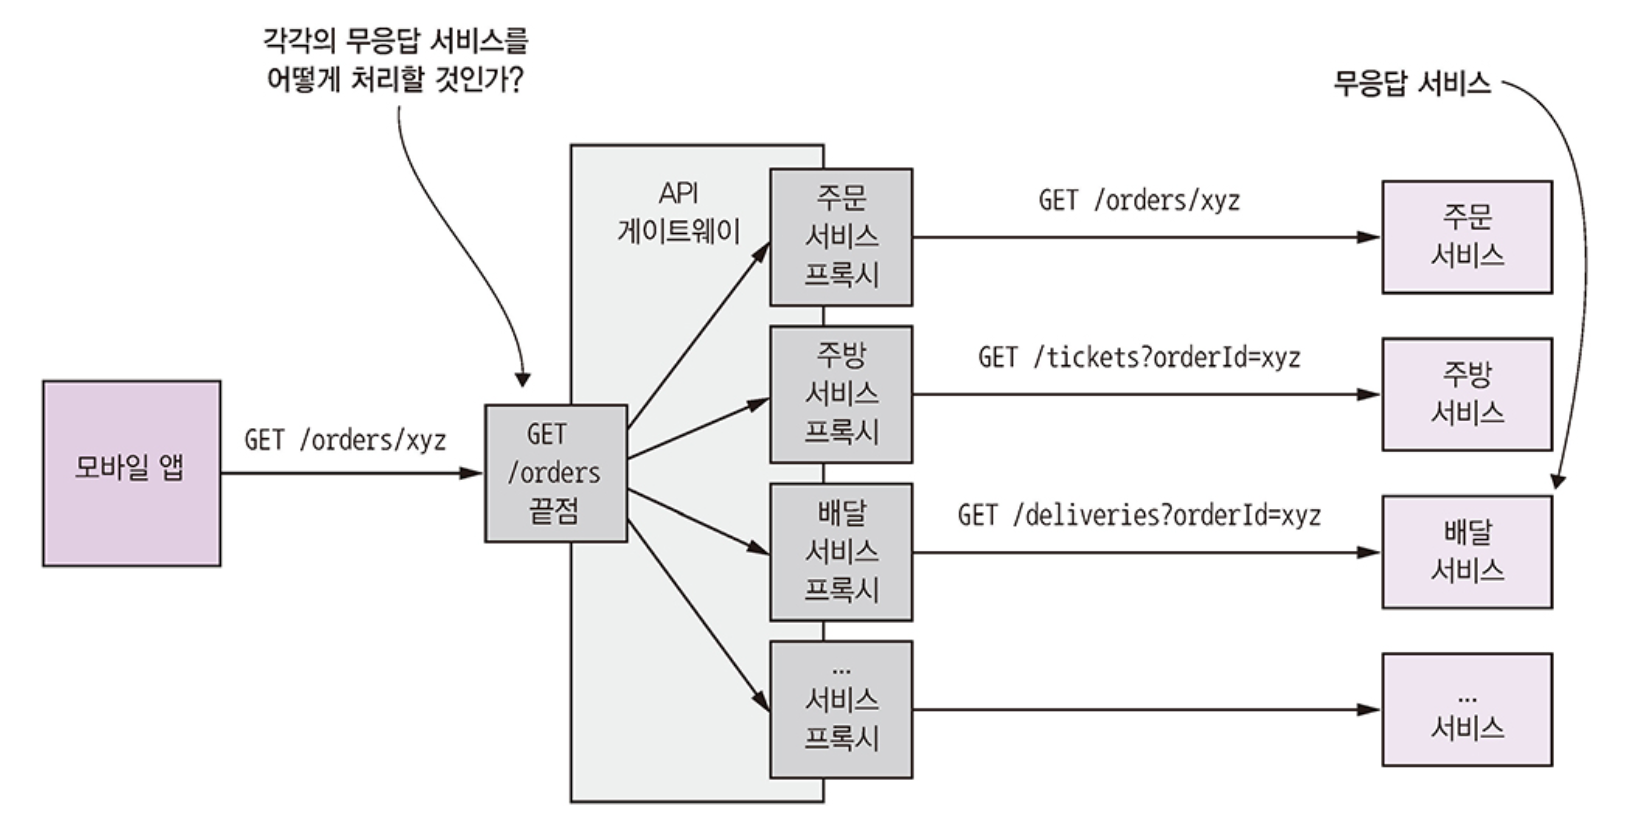 각각의 무응답 서비스를
어떻게 처리할 것인가?
무응답 서비스
API
게이트웨이
주문
서비스
프록시
GET /orders/xyz
주문
서비스
주방
서비스
프록시
GET /tickets?orderId=xyz
주방
서비스
모바일 앱
GET /orders/xyz
GET
/orders
끝점
배달
서비스
프록시
GET /deliveries?orderId=xyz
배달
서비스
...
서비스
프록시
...
서비스